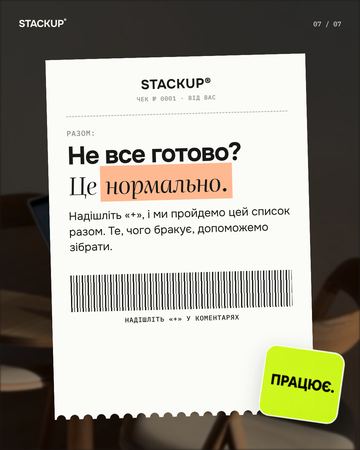 STACKUP®
07 / 07
STACKUP®
ЧЕК № 0001 · ВІД ВАС
РАЗОМ:
Не все готово?
Це нормально.
Надішліть «+», і ми пройдемо цей список
разом. Те, чого бракує, допоможемо
зібрати.
НАДІШЛІТЬ «+» У КОМЕНТАРЯХ
ПРАЦЮЄ.